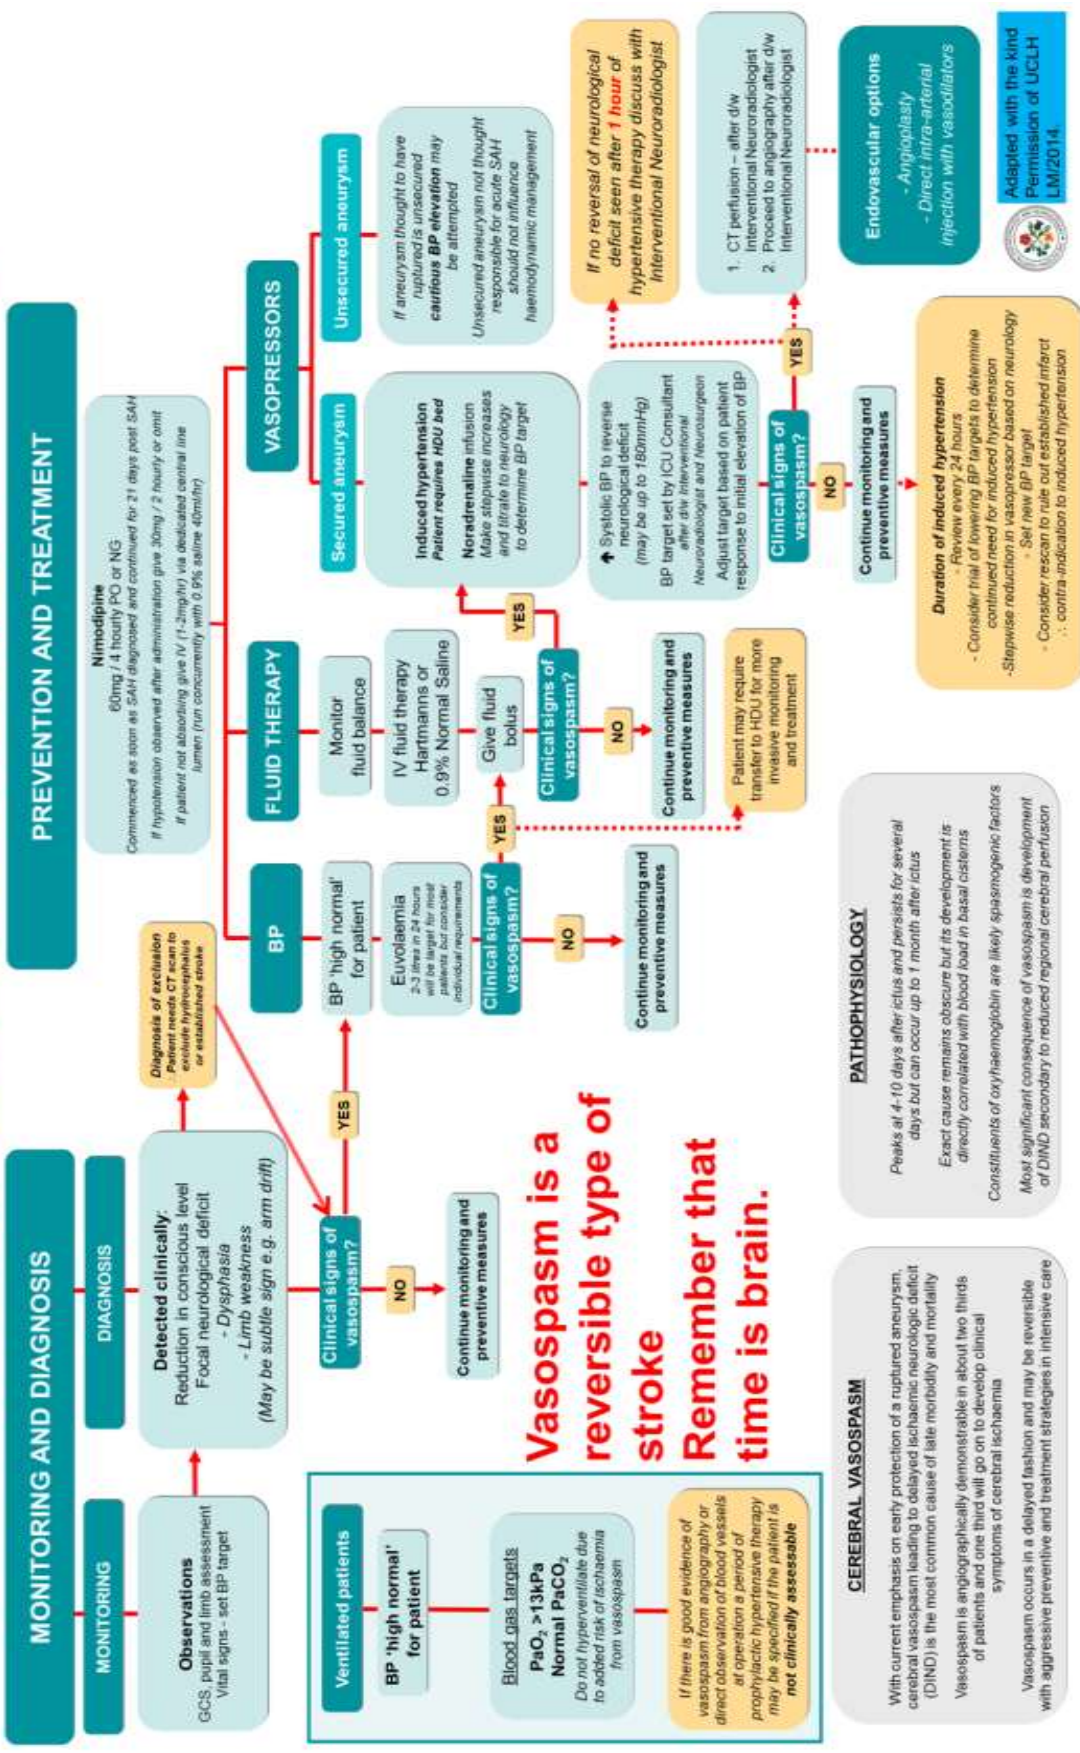 MONITORING AND DIAGNOSIS
MONITORING
DIAGNOSIS
Observations
GCS, pupil and limb assessment
Vital signs - set BP target
Detected clinically:
Reduction in conscious level
Focal neurological deficit
- Dysphasia
- Limb weakness
(May be subtle sign e.g. arm drift)
Diagnosis of exclusion
∴ Patient needs CT scan to
exclude hydrocephalus
or established stroke
Clinical signs of
vasospasm?
YES
NO
Continue monitoring and
preventive measures
Ventilated patients
BP 'high normal'
for patient
Blood gas targets
PaO2 >13kPa
Normal PaCO2
Do not hyperventilate due
to added risk of ischaemia
from vasospasm
If there is good evidence of
vasospasm from angiography or
direct observation of blood vessels
at operation a period of
prophylactic hypertensive therapy
may be specified if the patient is
not clinically assessable
Vasospasm is a
reversible type of
stroke
Remember that
time is brain.
PREVENTION AND TREATMENT
Nimodipine
60mg / 4 hourly PO or NG
Commenced as soon as SAH diagnosed and continued for 21 days post SAH
If hypotension observed after administration give 30mg / 2 hourly or omit
If patient not absorbing give IV (1-2mg/hr) via dedicated central line
lumen (run concurrently with 0.9% saline 40ml/hr)
BP
BP 'high normal'
for patient
Euvolaemia
2-3 litres in 24 hours
will be target for most
patients but consider
individual requirements
Clinical signs of
vasospasm?
YES
NO
Continue monitoring and
preventive measures
FLUID THERAPY
Monitor
fluid balance
IV fluid therapy
Hartmanns or
0.9% Normal Saline
Give fluid
bolus
Clinical signs of
vasospasm?
YES
NO
Continue monitoring and
preventive measures
Patient may require
transfer to HDU for more
invasive monitoring
and treatment
VASOPRESSORS
Secured aneurysm
Induced hypertension
Patient requires HDU bed
Noradrenaline infusion
Make stepwise increases
and titrate to neurology
to determine BP target
↑ Systolic BP to reverse
neurological deficit
(may be up to 180mmHg)
BP target set by ICU Consultant
after d/w Interventional
Neuroradiologist and Neurosurgeon
Adjust target based on patient
response to initial elevation of BP
Clinical signs of
vasospasm?
YES
NO
Continue monitoring and
preventive measures
Duration of induced hypertension
- Review every 24 hours
- Consider trial of lowering BP targets to determine
continued need for induced hypertension
-Stepwise reduction in vasopressor based on neurology
- Set new BP target
- Consider rescan to rule out established infarct
∴ contra-indication to induced hypertension
Unsecured aneurysm
If aneurysm thought to have
ruptured is unsecured
cautious BP elevation may
be attempted
Unsecured aneurysm not thought
responsible for acute SAH
should not influence
haemodynamic management
If no reversal of neurological
deficit seen after 1 hour of
hypertensive therapy discuss with
Interventional Neuroradiologist
1. CT perfusion – after d/w
Interventional Neuroradiologist
2. Proceed to angiography after d/w
Interventional Neuroradiologist
Endovascular options
- Angioplasty
- Direct intra-arterial
injection with vasodilators
CEREBRAL VASOSPASM
With current emphasis on early protection of a ruptured aneurysm,
cerebral vasospasm leading to delayed ischaemic neurologic deficit
(DIND) is the most common cause of late morbidity and mortality
Vasospasm is angiographically demonstrable in about two thirds
of patients and one third will go on to develop clinical
symptoms of cerebral ischaemia
Vasospasm occurs in a delayed fashion and may be reversible
with aggressive preventive and treatment strategies in intensive care
PATHOPHYSIOLOGY
Peaks at 4-10 days after ictus and persists for several
days but can occur up to 1 month after ictus
Exact cause remains obscure but its development is
directly correlated with blood load in basal cisterns
Constituents of oxyhaemoglobin are likely spasmogenic factors
Most significant consequence of vasospasm is development
of DIND secondary to reduced regional cerebral perfusion
Adapted with the kind
Permission of UCLH
LM/2014.